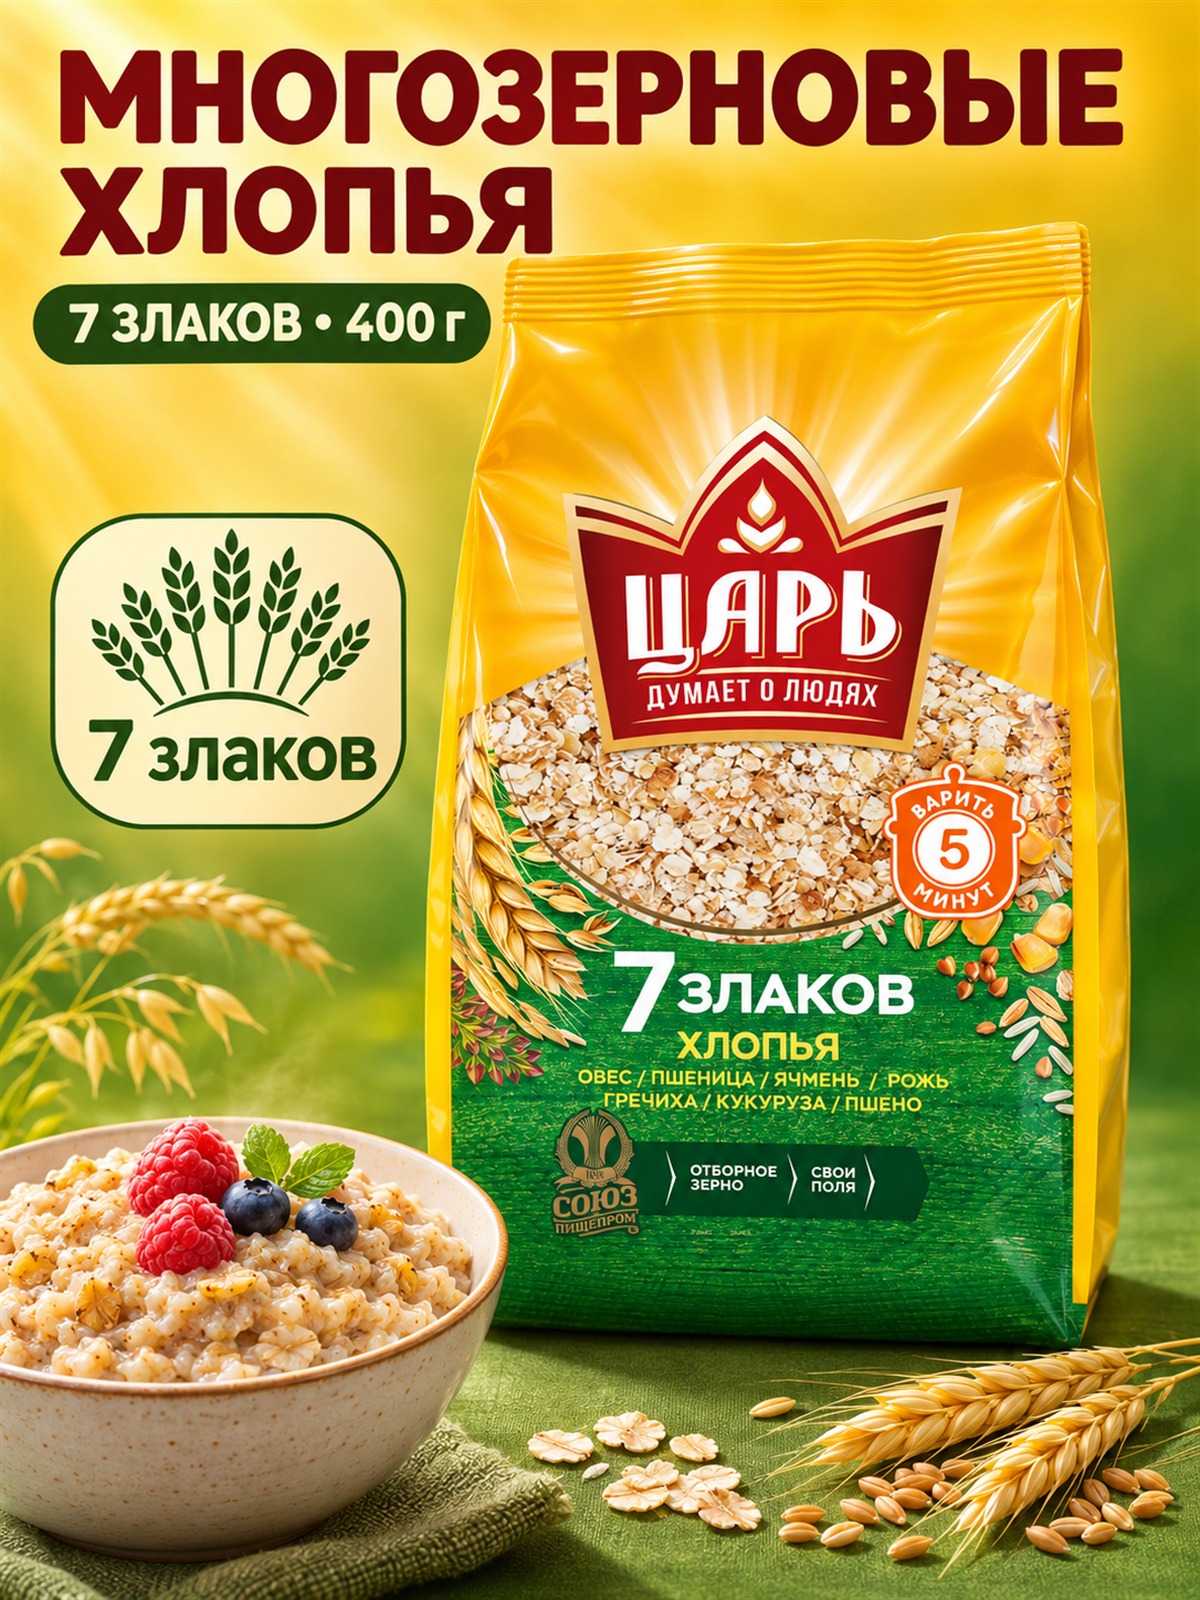 МНОГОЗЕРНОВЫЕ
ХЛОПЬЯ
7 ЗЛАКОВ • 400 г
7 злаков
ЦАРЬ
ДУМАЕТ О ЛЮДЯХ
ВАРИТЬ
5
МИНУТ
7 ЗЛАКОВ
ХЛОПЬЯ
ОВЕС / ПШЕНИЦА / ЯЧМЕНЬ / РОЖЬ
ГРЕЧИХА / КУКУРУЗА / ПШЕНО
ОТБОРНОЕ
ЗЕРНО
СВОИ
ПОЛЯ
СОЮЗ
ПИЩЕПРОМ